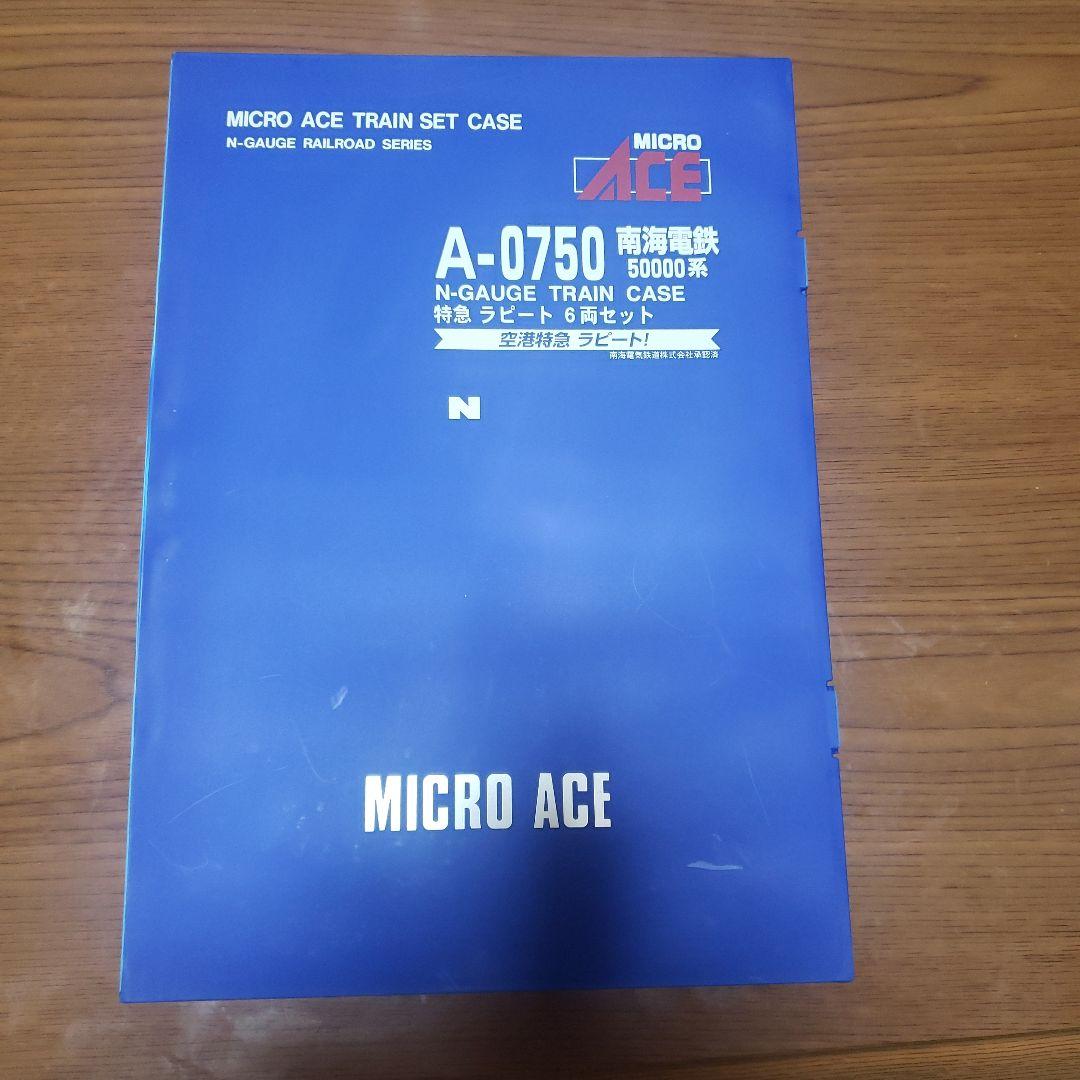 MICRO ACE TRAIN SET CASE
N-GAUGE RAILROAD SERIES
MICRO
ACE
A-0750 南海電鉄
50000系
N-GAUGE TRAIN CASE
特急 ラピート 6両セット
空港特急 ラピート!
南海電気鉄道株式会社承認済
N
MICRO ACE